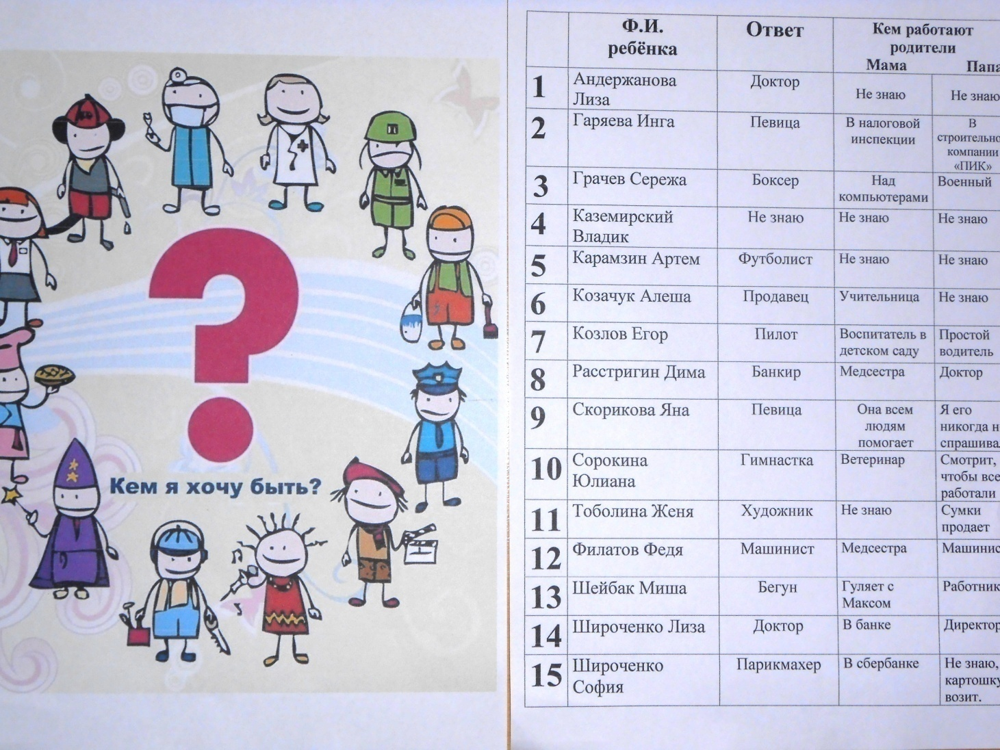 Кем я хочу быть?
Ф.И.
ребёнка
Ответ
Кем работают
родители
Мама Папа
1 Андержанова
Лиза
Доктор
Не знаю
Не знаю
2 Гаряева Инга
Певица
В налоговой
инспекции
В
строительно
компании
«ПИК»
3 Грачев Сережа
Боксер
Над
компьютерами
Военный
4 Каземирский
Владик
Не знаю
Не знаю
Не знаю
5 Карамзин Артем
Футболист
Не знаю
Не знаю
6 Козачук Алеша
Продавец
Учительница
Не знаю
7 Козлов Егор
Пилот
Воспитатель в
детском саду
Простой
водитель
8 Расстригин Дима
Банкир
Медсестра
Доктор
9 Скорикова Яна
Певица
Она всем
людям
помогает
Я его
никогда н
спрашива
10 Сорокина
Юлиана
Гимнастка
Ветеринар
Смотрит,
чтобы все
работали
11 Тоболина Женя
Художник
Не знаю
Сумки
продает
12 Филатов Федя
Машинист
Медсестра
Машинис
13 Шейбак Миша
Бегун
Гуляет с
Максом
Работник
14 Широченко Лиза
Доктор
В банке
Директор
15 Широченко
София
Парикмахер
В сбербанке
Не знаю,
картошку
возит.